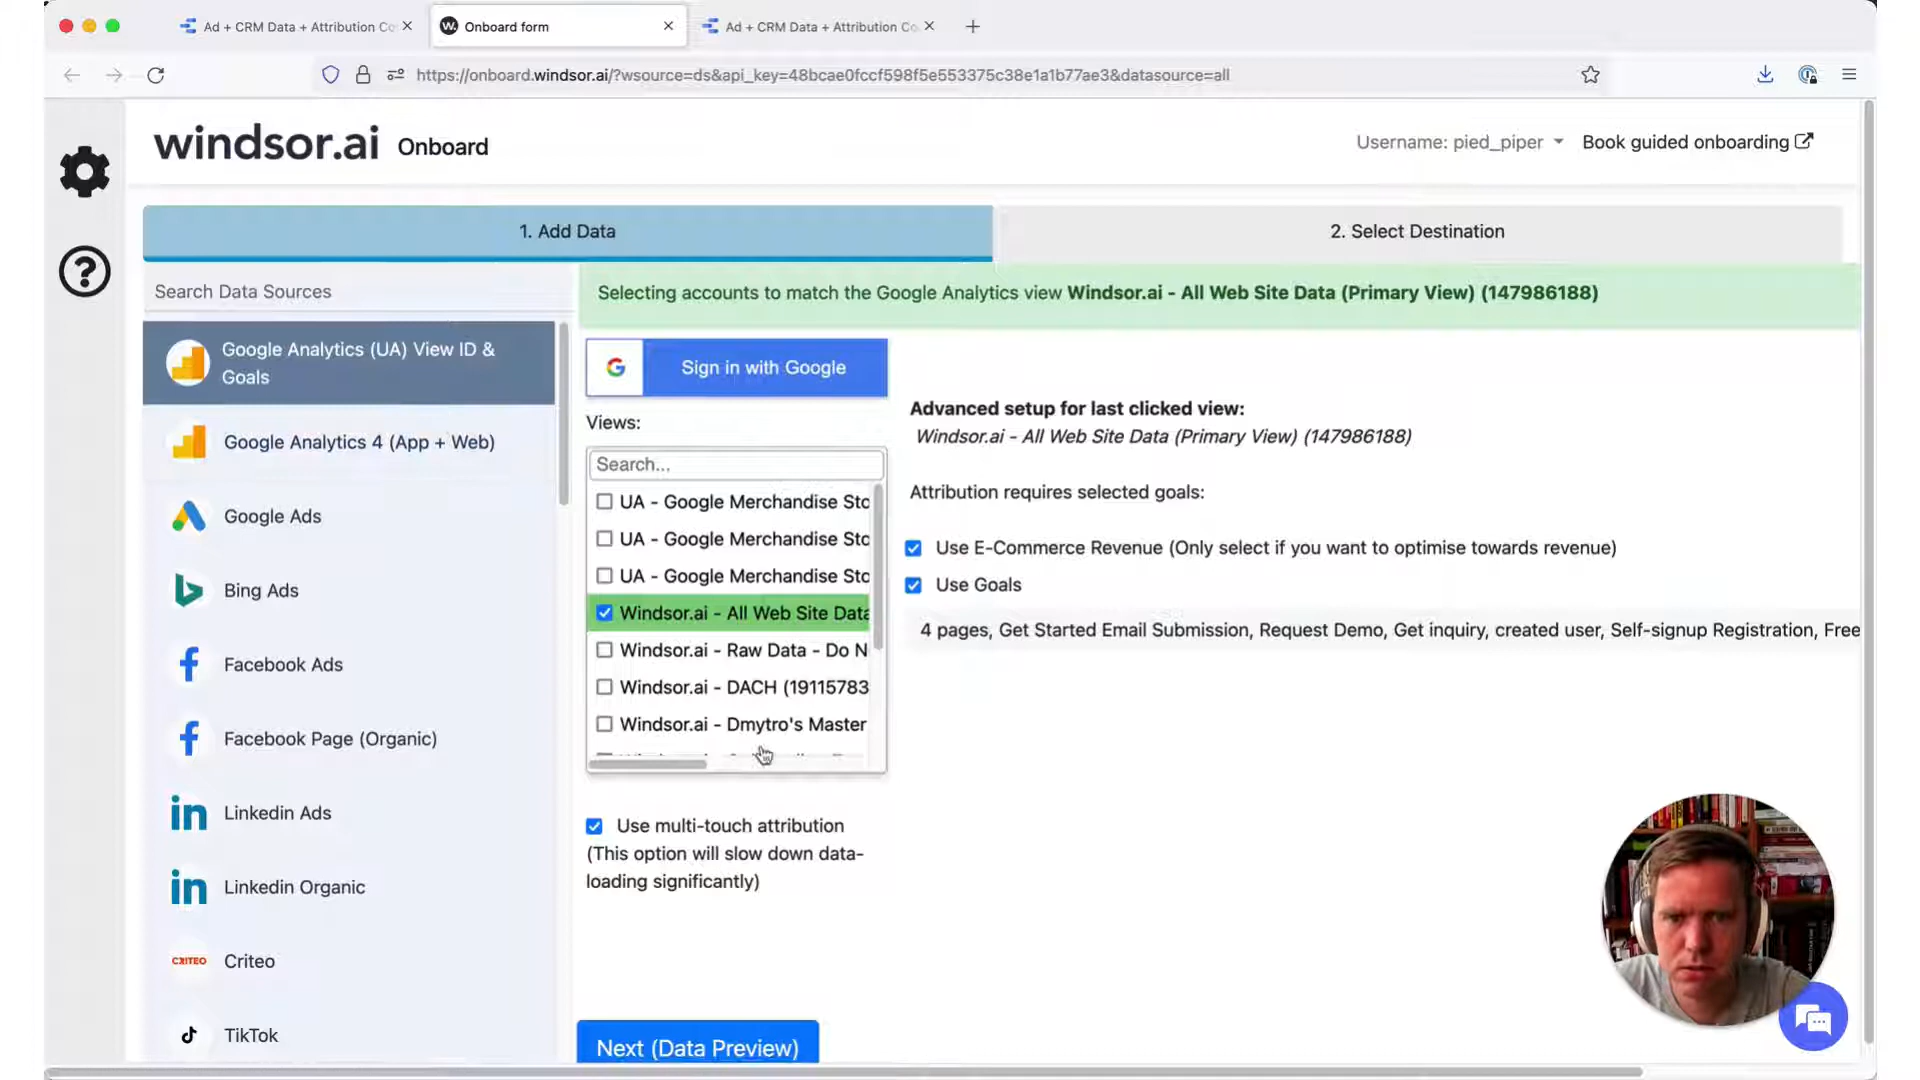 Ad + CRM Data + Attribution Co
Onboard form
Ad + CRM Data + Attribution Co
https://onboard.windsor.ai/?wsource=ds&api_key=48bcae0fccf598f5e553375c38e1a1b77ae3&datasource=all
windsor.ai Onboard
Username: pied_piper
Book guided onboarding
1. Add Data
2. Select Destination
Search Data Sources
Google Analytics (UA) View ID &
Goals
Google Analytics 4 (App + Web)
Google Ads
Bing Ads
Facebook Ads
Facebook Page (Organic)
Linkedin Ads
Linkedin Organic
CRITEO
Criteo
TikTok
Selecting accounts to match the Google Analytics view Windsor.ai - All Web Site Data (Primary View) (147986188)
Sign in with Google
Views:
Search...
UA - Google Merchandise Sto
UA - Google Merchandise Sto
UA - Google Merchandise Sto
Windsor.ai - All Web Site Data
Windsor.ai - Raw Data - Do N
Windsor.ai - DACH (19115783
Windsor.ai - Dmytro's Master
Use multi-touch attribution
(This option will slow down data-
loading significantly)
Next (Data Preview)
Advanced setup for last clicked view:
Windsor.ai - All Web Site Data (Primary View) (147986188)
Attribution requires selected goals:
Use E-Commerce Revenue (Only select if you want to optimise towards revenue)
Use Goals
4 pages, Get Started Email Submission, Request Demo, Get inquiry, created user, Self-signup Registration, Free